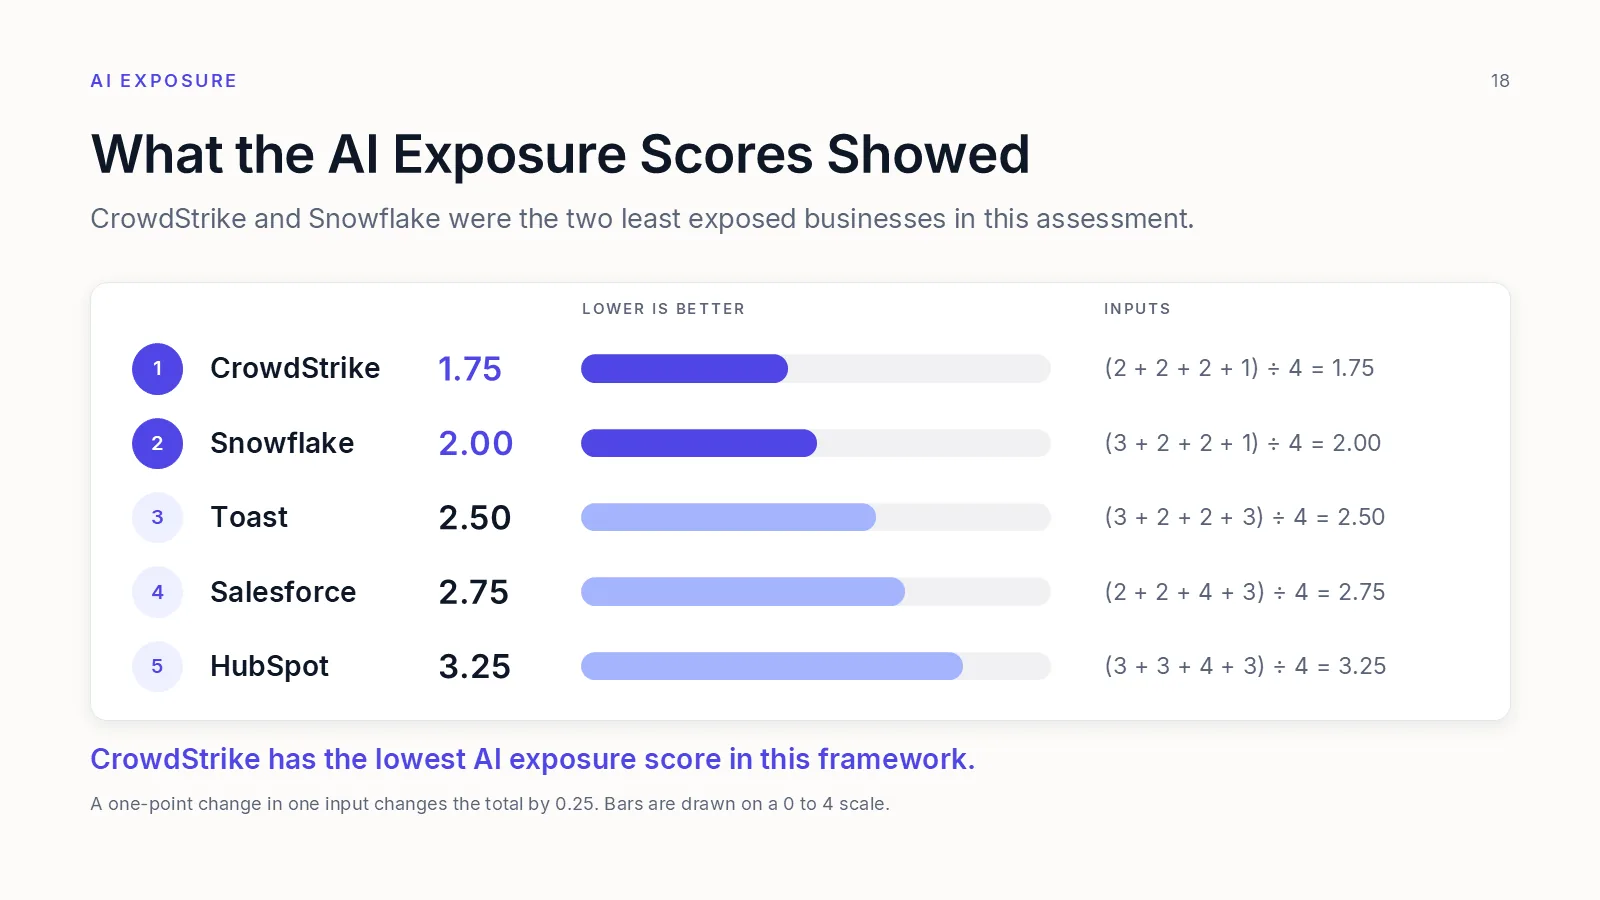 AI EXPOSURE
18
What the AI Exposure Scores Showed
CrowdStrike and Snowflake were the two least exposed businesses in this assessment.
LOWER IS BETTER INPUTS
1 CrowdStrike 1.75 (2 + 2 + 2 + 1) ÷ 4 = 1.75
2 Snowflake 2.00 (3 + 2 + 2 + 1) ÷ 4 = 2.00
3 Toast 2.50 (3 + 2 + 2 + 3) ÷ 4 = 2.50
4 Salesforce 2.75 (2 + 2 + 4 + 3) ÷ 4 = 2.75
5 HubSpot 3.25 (3 + 3 + 4 + 3) ÷ 4 = 3.25
CrowdStrike has the lowest AI exposure score in this framework.
A one-point change in one input changes the total by 0.25. Bars are drawn on a 0 to 4 scale.